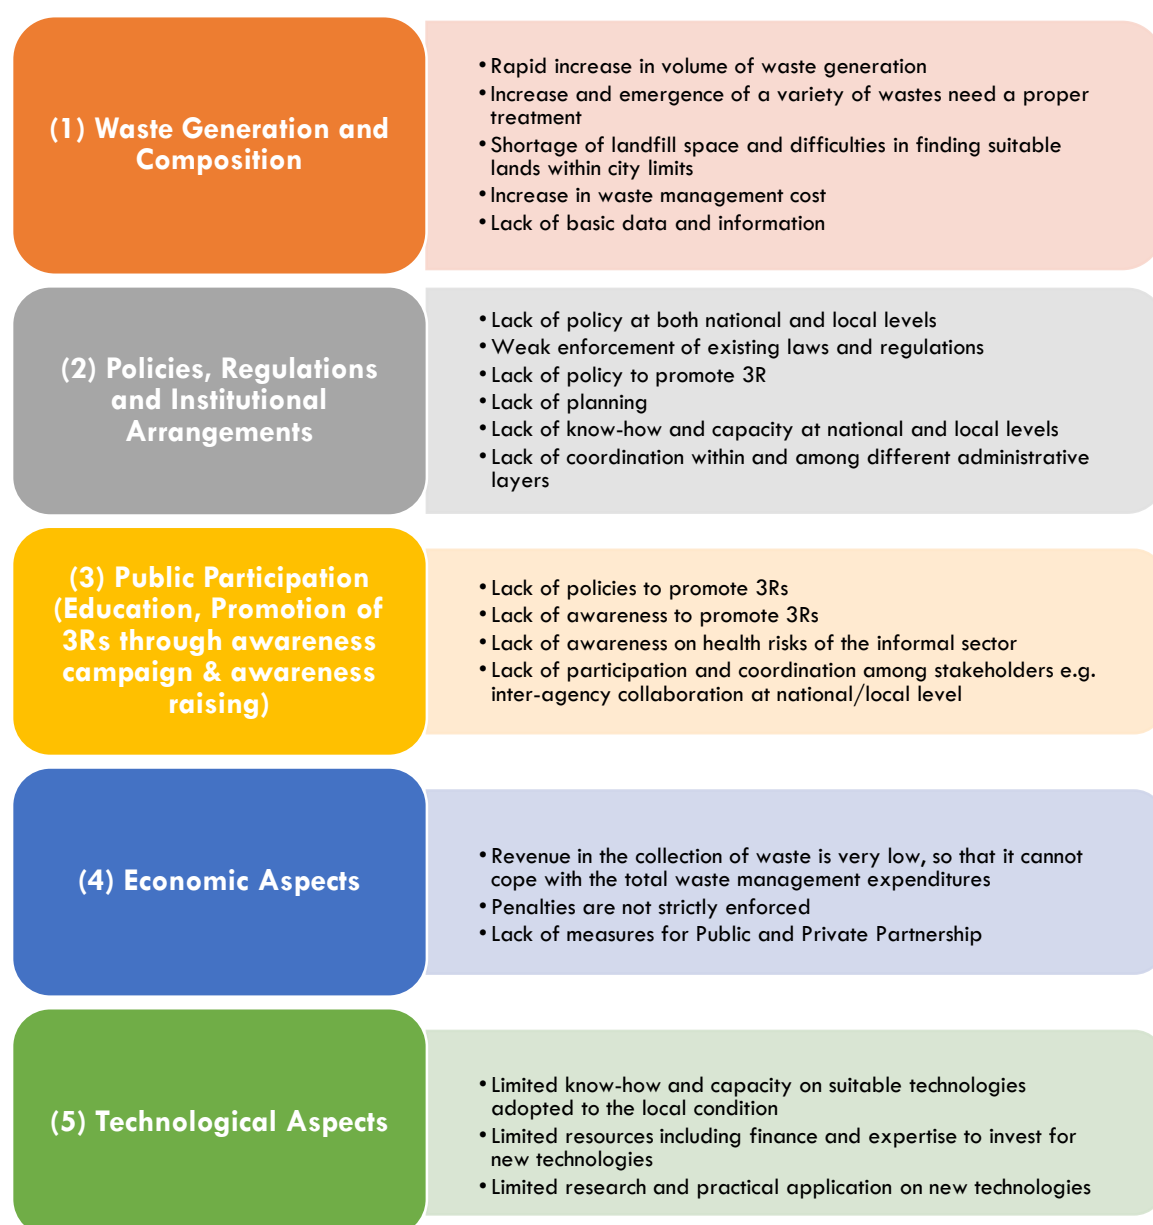 (1) Waste Generation and
Composition
• Rapid increase in volume of waste generation
• Increase and emergence of a variety of wastes need a proper
treatment
• Shortage of landfill space and difficulties in finding suitable
lands within city limits
• Increase in waste management cost
• Lack of basic data and information
(2) Policies, Regulations
and Institutional
Arrangements
• Lack of policy at both national and local levels
• Weak enforcement of existing laws and regulations
• Lack of policy to promote 3R
• Lack of planning
• Lack of know-how and capacity at national and local levels
• Lack of coordination within and among different administrative
layers
(3) Public Participation
(Education, Promotion of
3Rs through awareness
campaign & awareness
raising)
• Lack of policies to promote 3Rs
• Lack of awareness to promote 3Rs
• Lack of awareness on health risks of the informal sector
• Lack of participation and coordination among stakeholders e.g.
inter-agency collaboration at national/local level
(4) Economic Aspects
• Revenue in the collection of waste is very low, so that it cannot
cope with the total waste management expenditures
• Penalties are not strictly enforced
• Lack of measures for Public and Private Partnership
(5) Technological Aspects
• Limited know-how and capacity on suitable technologies
adopted to the local condition
• Limited resources including finance and expertise to invest for
new technologies
• Limited research and practical application on new technologies